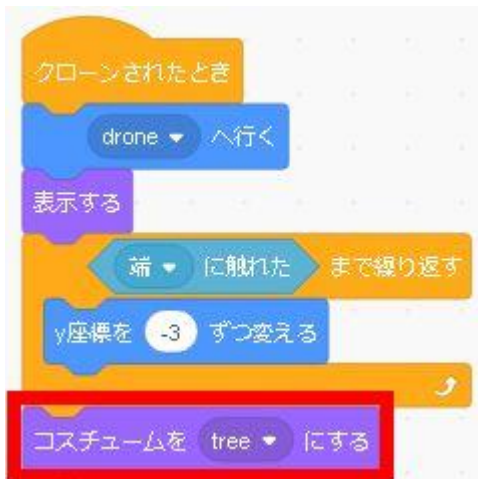 クローンされたとき
drone へ行く
表示する
端 に触れた まで繰り返す
y座標を -3 ずつ変える
コスチュームを tree にする